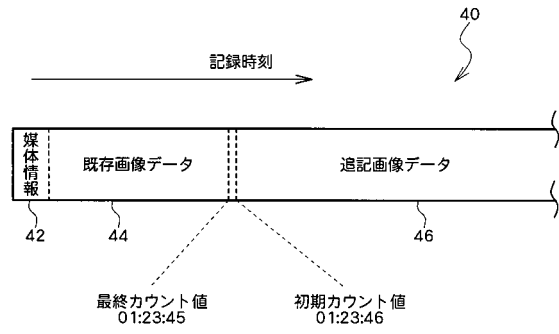 40
記録時刻
媒体情報
既存画像データ
追記画像データ
42
44
46
最終カウント値
01:23:45
初期カウント値
01:23:46